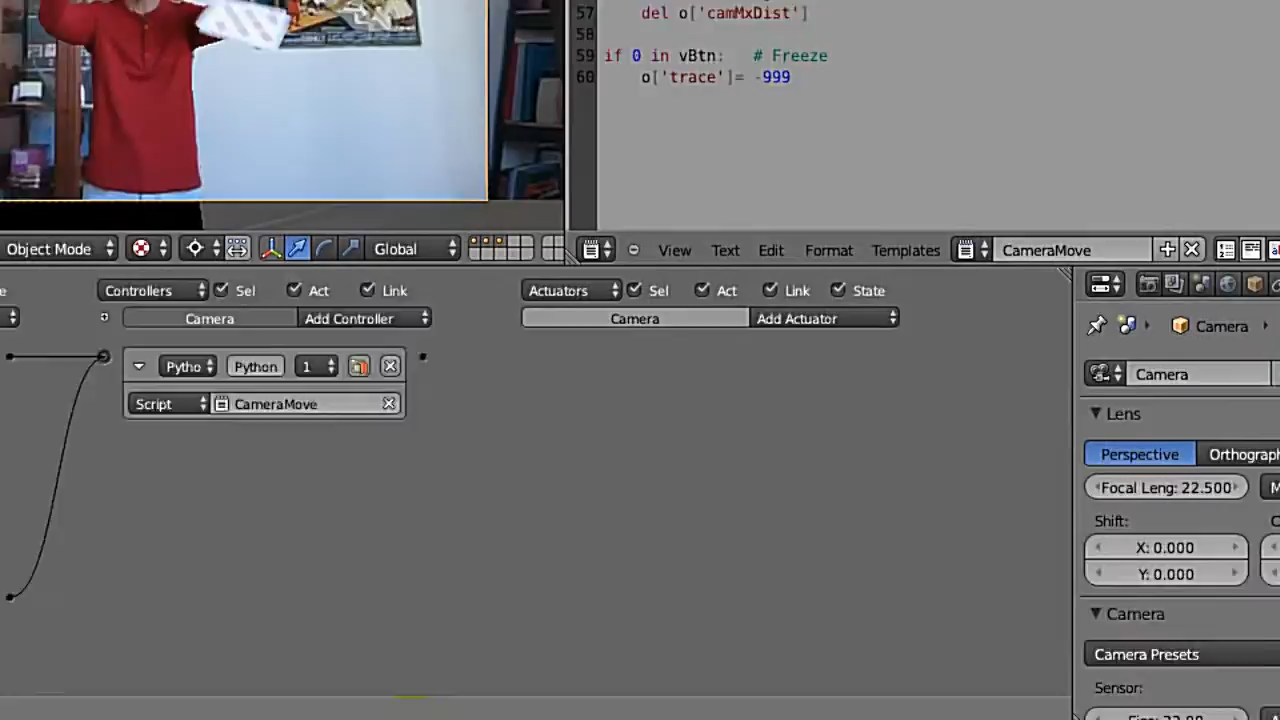 57 del o['camMxDist']
58
59 if 0 in vBtn: # Freeze
60 o['trace']= -999
Object Mode
Global
View Text Edit Format Templates CameraMove
Controllers Sel Act Link
Actuators Sel Act Link State
Camera Add Controller
Camera Add Actuator
Pytho Python 1
Script CameraMove
Camera
Camera
Lens
Perspective Orthograph
Focal Leng: 22.500
Shift:
X: 0.000
Y: 0.000
Camera
Camera Presets
Sensor: